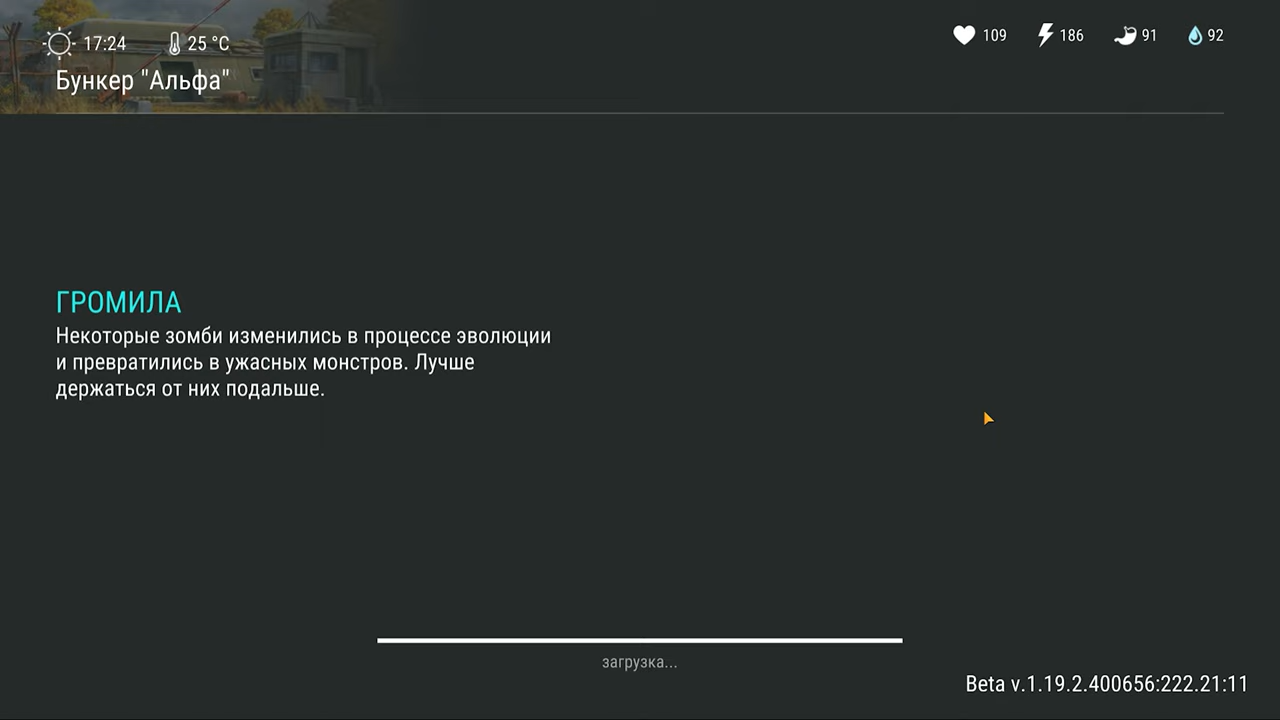 17:24 25 °C 109 186 91 92
Бункер "Альфа"
ГРОМИЛА
Некоторые зомби изменились в процессе эволюции
и превратились в ужасных монстров. Лучше
держаться от них подальше.
загрузка...
Beta v.1.19.2.400656:222.21:11